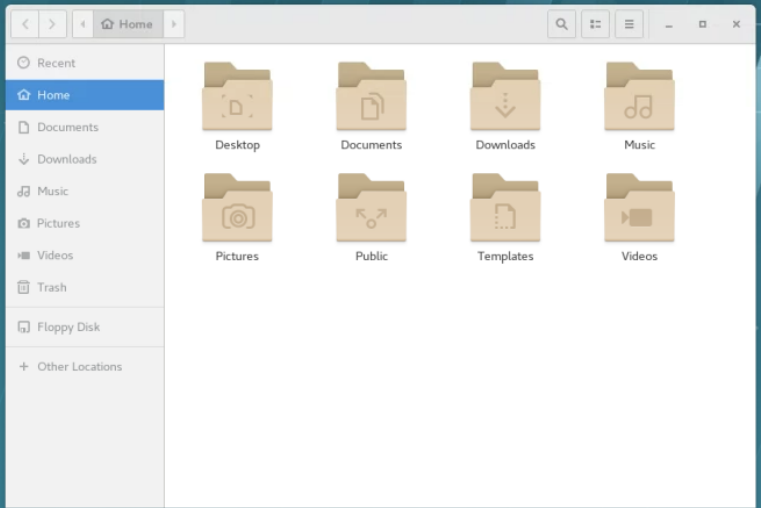 Home
Recent
Home
Documents
Downloads
Music
Pictures
Videos
Trash
Floppy Disk
Other Locations
Desktop Documents Downloads Music
Pictures Public Templates Videos